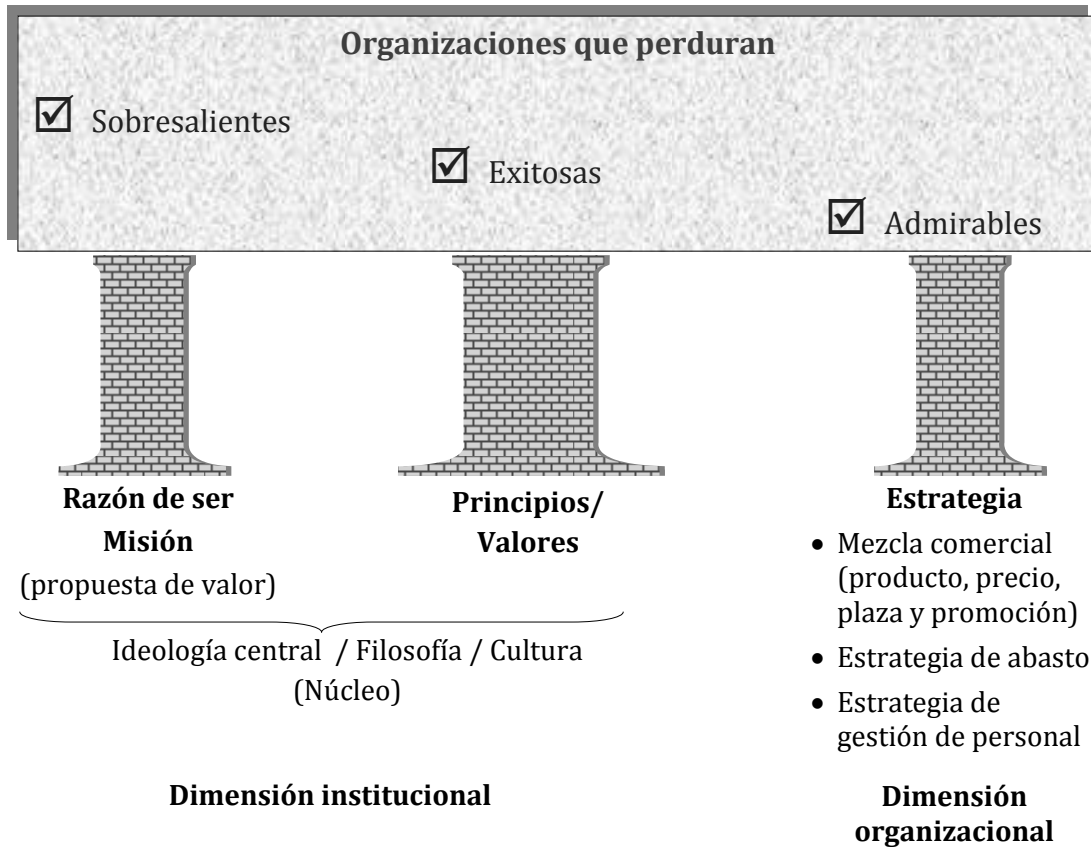 Organizaciones que perduran
☑ Sobresalientes
☑ Exitosas
☑ Admirables
Razón de ser
Misión
(propuesta de valor)
Principios/
Valores
Ideología central / Filosofía / Cultura
(Núcleo)
Dimensión institucional
Estrategia
• Mezcla comercial
(producto, precio,
plaza y promoción)
• Estrategia de abasto
• Estrategia de
gestión de personal
Dimensión
organizacional